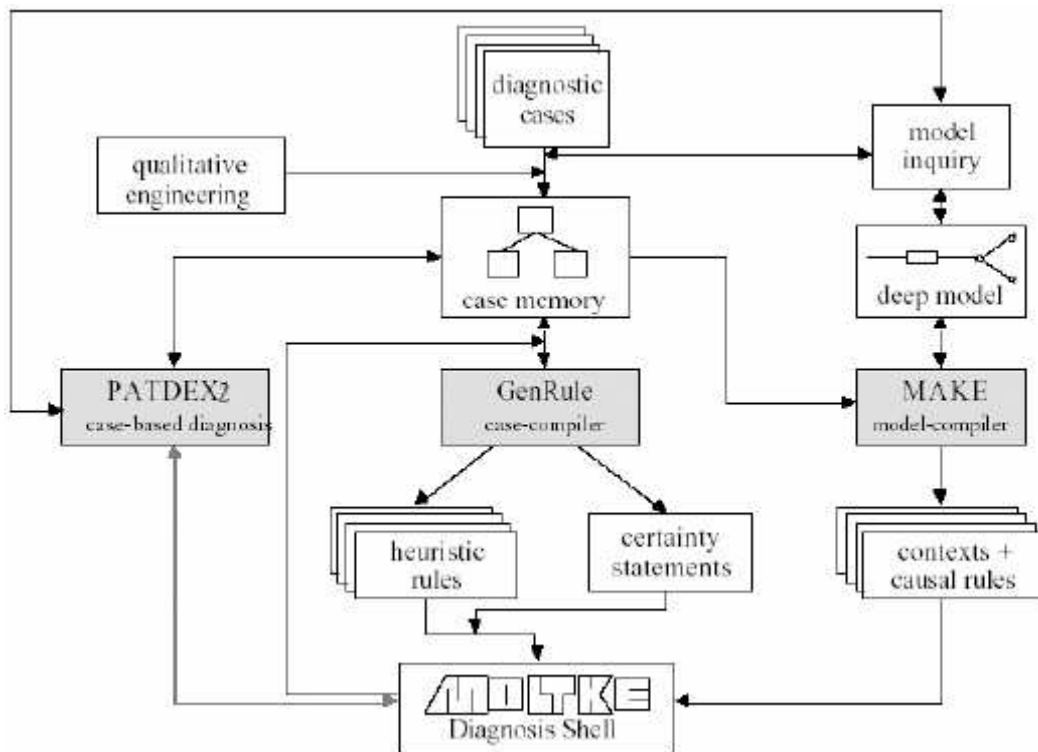 diagnostic
cases
model
inquiry
qualitative
engineering
case memory
deep model
PATDEX2
case-based diagnosis
GenRule
case-compiler
MAKE
model-compiler
heuristic
rules
certainty
statements
contexts +
causal rules
MOLTKE
Diagnosis Shell